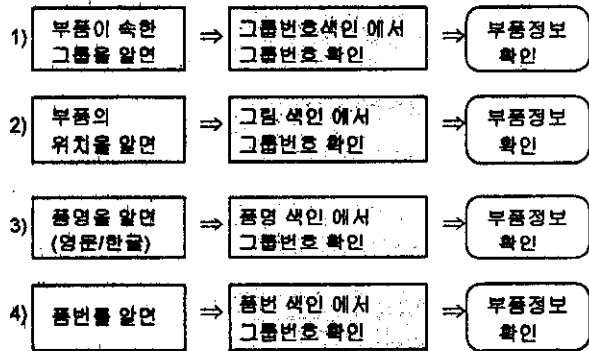 1) 부품이 속한 그룹을 알면 ⇒ 그룹번호색인 에서 그룹번호 확인 ⇒ 부품정보 확인
2) 부품의 위치을 알면 ⇒ 그림 색인 에서 그룹번호 확인 ⇒ 부품정보 확인
3) 품명을 알면 (영문/한글) ⇒ 품명 색인 에서 그룹번호 확인 ⇒ 부품정보 확인
4) 품번를 알면 ⇒ 품번 색인 에서 그룹번호 확인 ⇒ 부품정보 확인